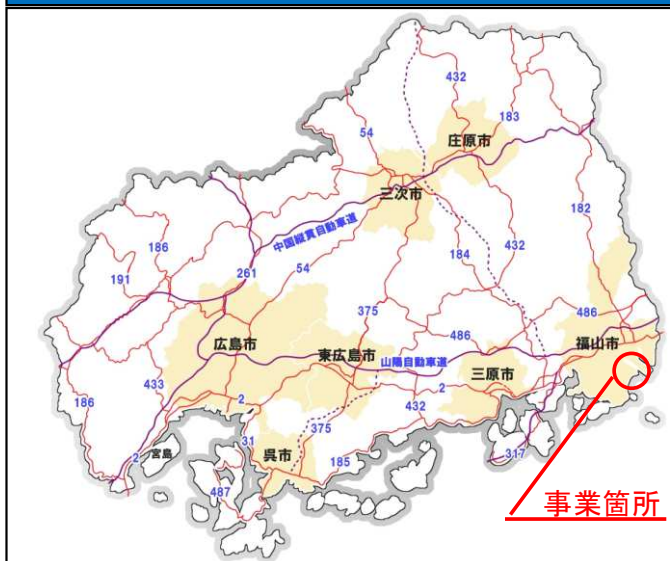 432
54
183
庄原市
三次市
182
中国縦貫自動車道
186
191
261
54
184
432
375
486
486
広島市
東広島市
山陽自動車道
福山市
三原市
433
186
2
2
432
2
31
375
呉市
185
317
宮島
487
事業箇所